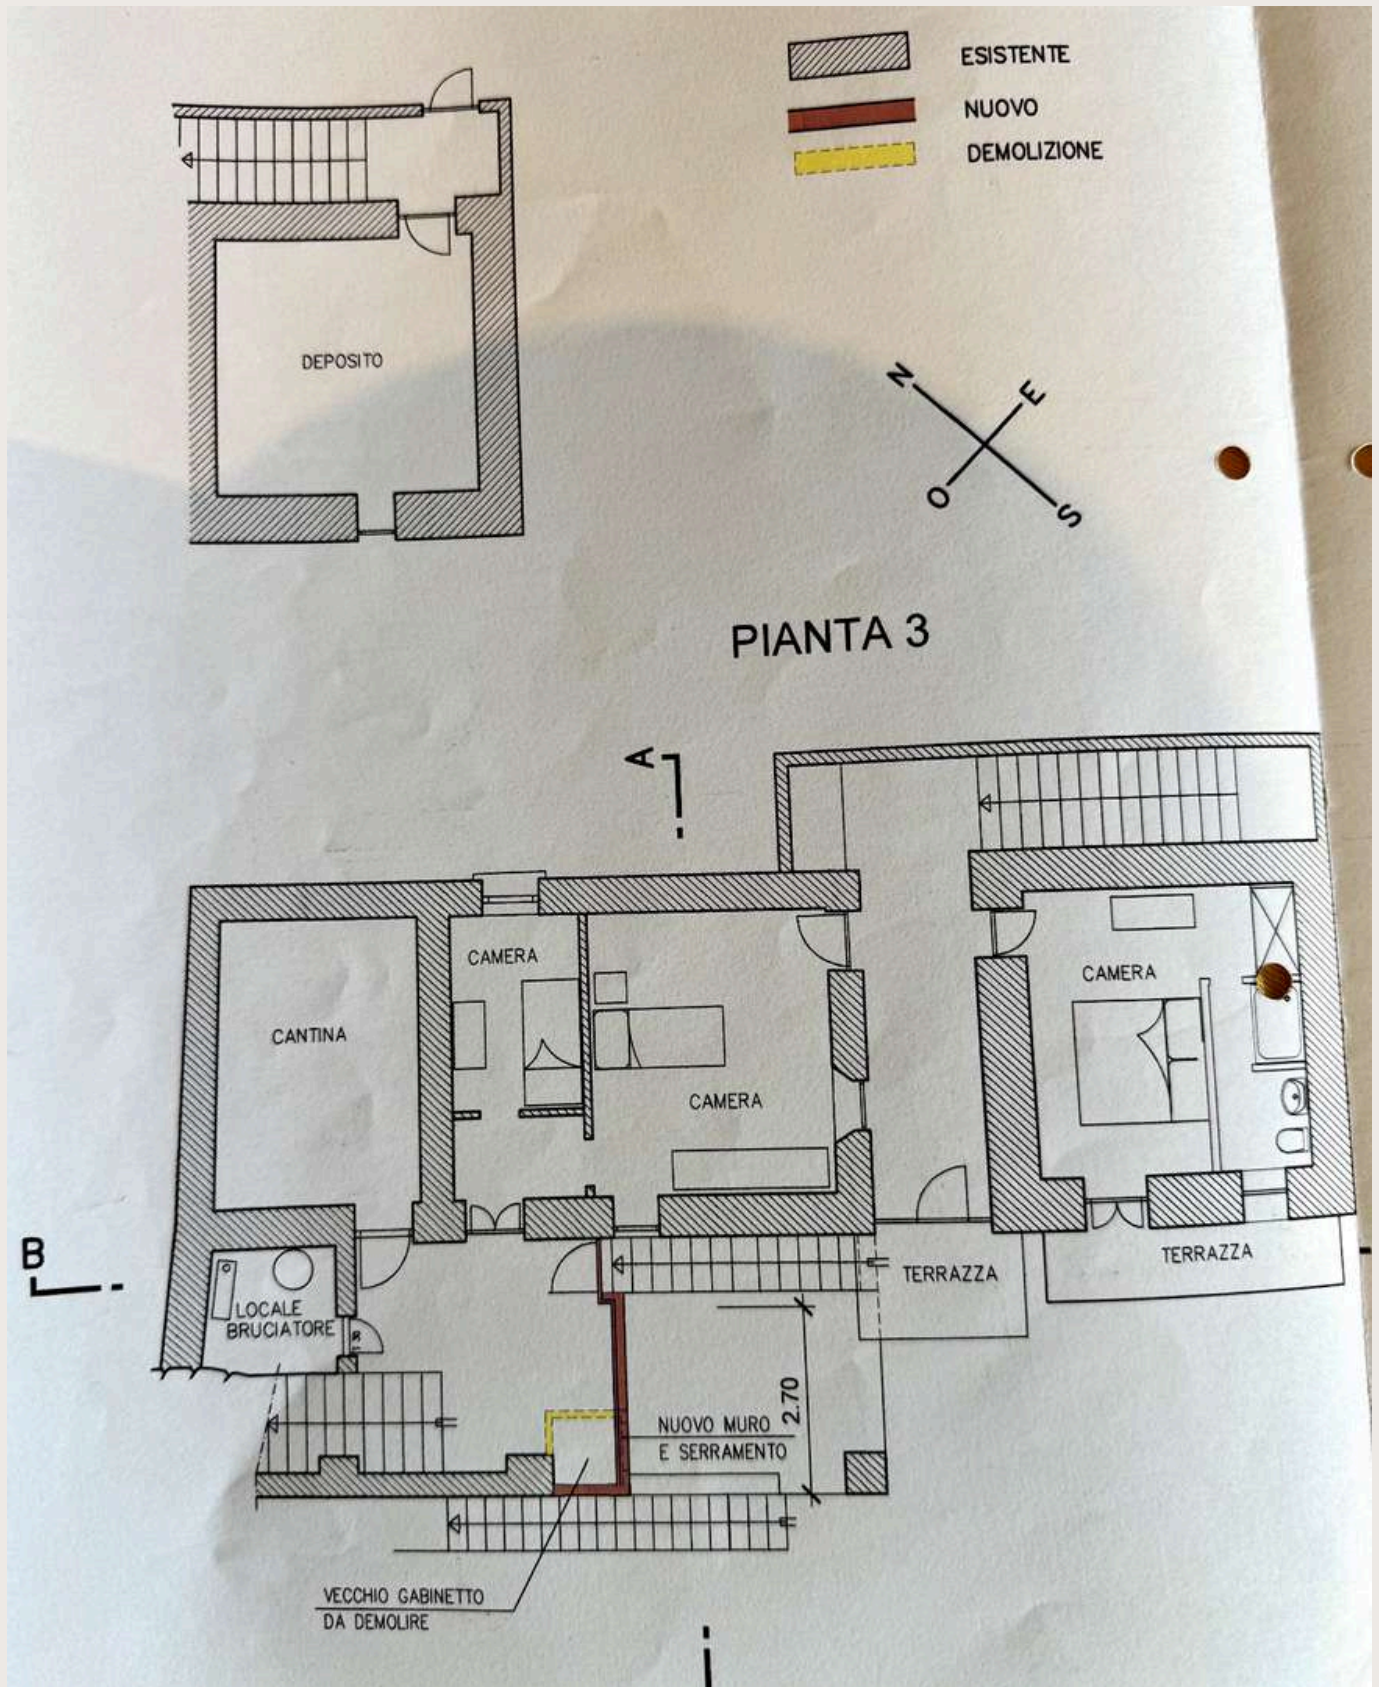 ESISTENTE
NUOVO
DEMOLIZIONE
DEPOSITO
N
E
O
S
PIANTA 3
A
CAMERA
CAMERA
CANTINA
CAMERA
B
TERRAZZA
TERRAZZA
LOCALE
BRUCIATORE
2.70
NUOVO MURO
E SERRAMENTO
VECCHIO GABINETTO
DA DEMOLIRE